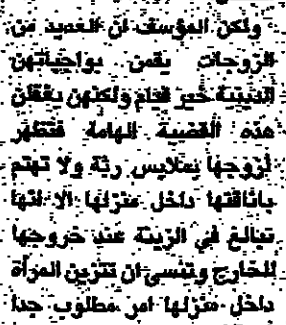 ولكن المؤسف ان العديد من
الزوجات يقمن بواجباتهن
الدينية خير قيام ولكنهن يغفلن
هذه القضية الهامة فتظهر
لزوجها بملابس رثة ولا تهتم
باناقتها داخل منزلها الا انها
تبالغ في الزينة عند خروجها
للخارج وتنسى ان تتزين المرأة
داخل منزلها امر مطلوب جدا